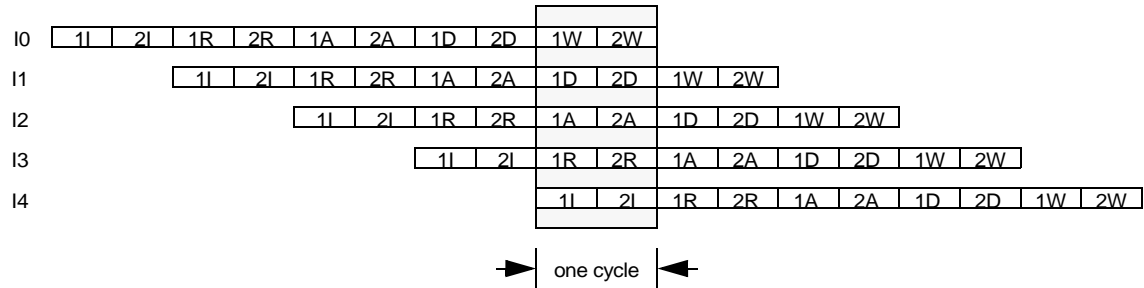 I0 1I 2I 1R 2R 1A 2A 1D 2D 1W 2W
I1 1I 2I 1R 2R 1A 2A 1D 2D 1W 2W
I2 1I 2I 1R 2R 1A 2A 1D 2D 1W 2W
I3 1I 2I 1R 2R 1A 2A 1D 2D 1W 2W
I4 1I 2I 1R 2R 1A 2A 1D 2D 1W 2W
one cycle